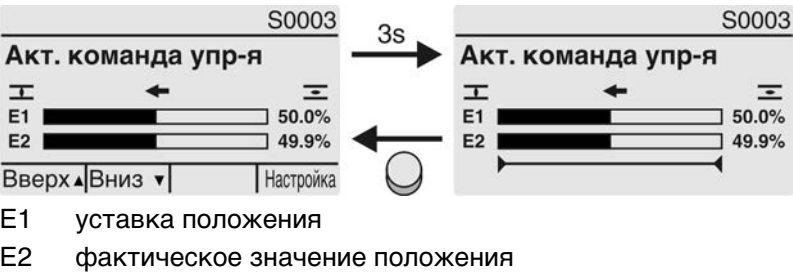 S0003
Акт. команда упр-я
E1 50.0%
E2 49.9%
Вверх▲ Вниз ▼ Настройка
3s
S0003
Акт. команда упр-я
E1 50.0%
E2 49.9%
E1 уставка положения
E2 фактическое значение положения